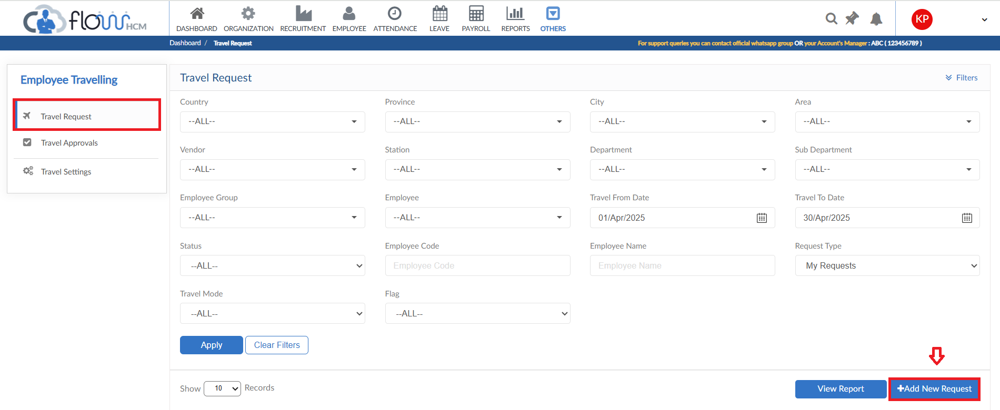 flow HCM
DASHBOARD ORGANIZATION RECRUITMENT EMPLOYEE ATTENDANCE LEAVE PAYROLL REPORTS OTHERS
KP
Dashboard / Travel Request
For support queries you can contact official whatsapp group OR your Account's Manager : ABC ( 123456789 )
Employee Travelling
Travel Request
Travel Approvals
Travel Settings
Travel Request
Filters
Country Province City Area
--ALL-- --ALL-- --ALL-- --ALL--
Vendor Station Department Sub Department
--ALL-- --ALL-- --ALL-- --ALL--
Employee Group Employee Travel From Date Travel To Date
--ALL-- --ALL-- 01/Apr/2025 30/Apr/2025
Status Employee Code Employee Name Request Type
--ALL-- Employee Code Employee Name My Requests
Travel Mode Flag
--ALL-- --ALL--
Apply Clear Filters
Show 10 Records
View Report +Add New Request